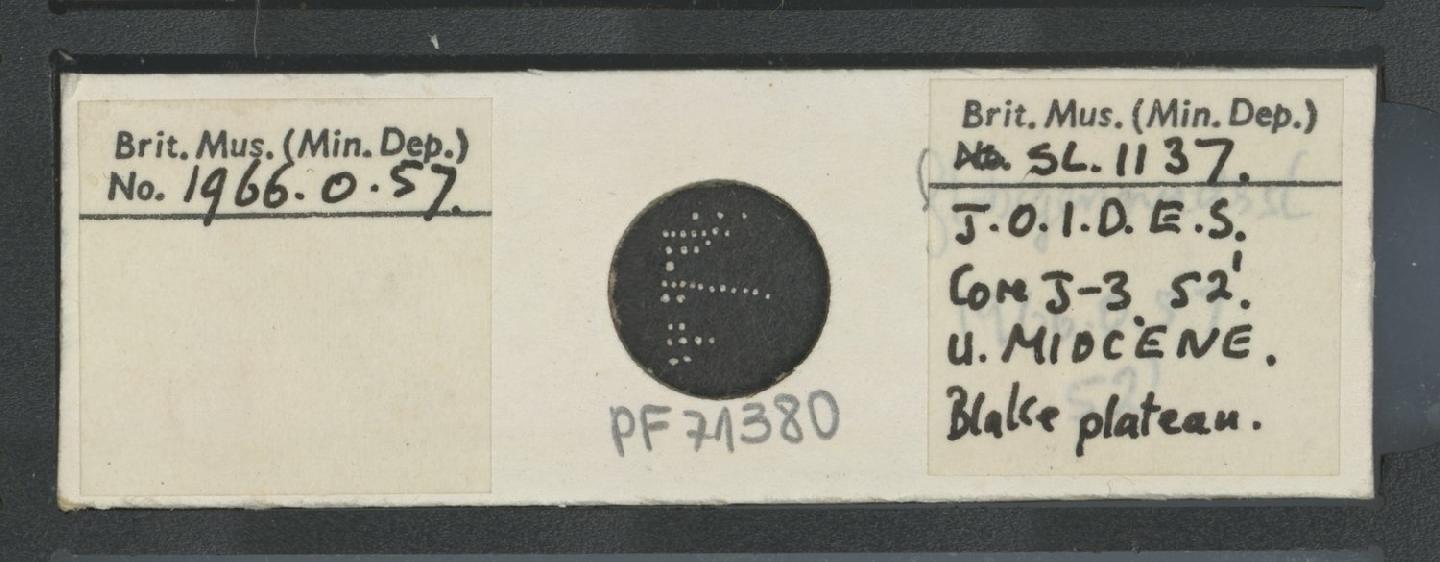 Brit. Mus. (Min. Dep.)
No. 1966.0.57.
PF 71380
Brit. Mus. (Min. Dep.)
No. SL. 1137.
J.O.I.D.E.S.
Core J-3. 52'.
U. MIOCENE.
Blake plateau.